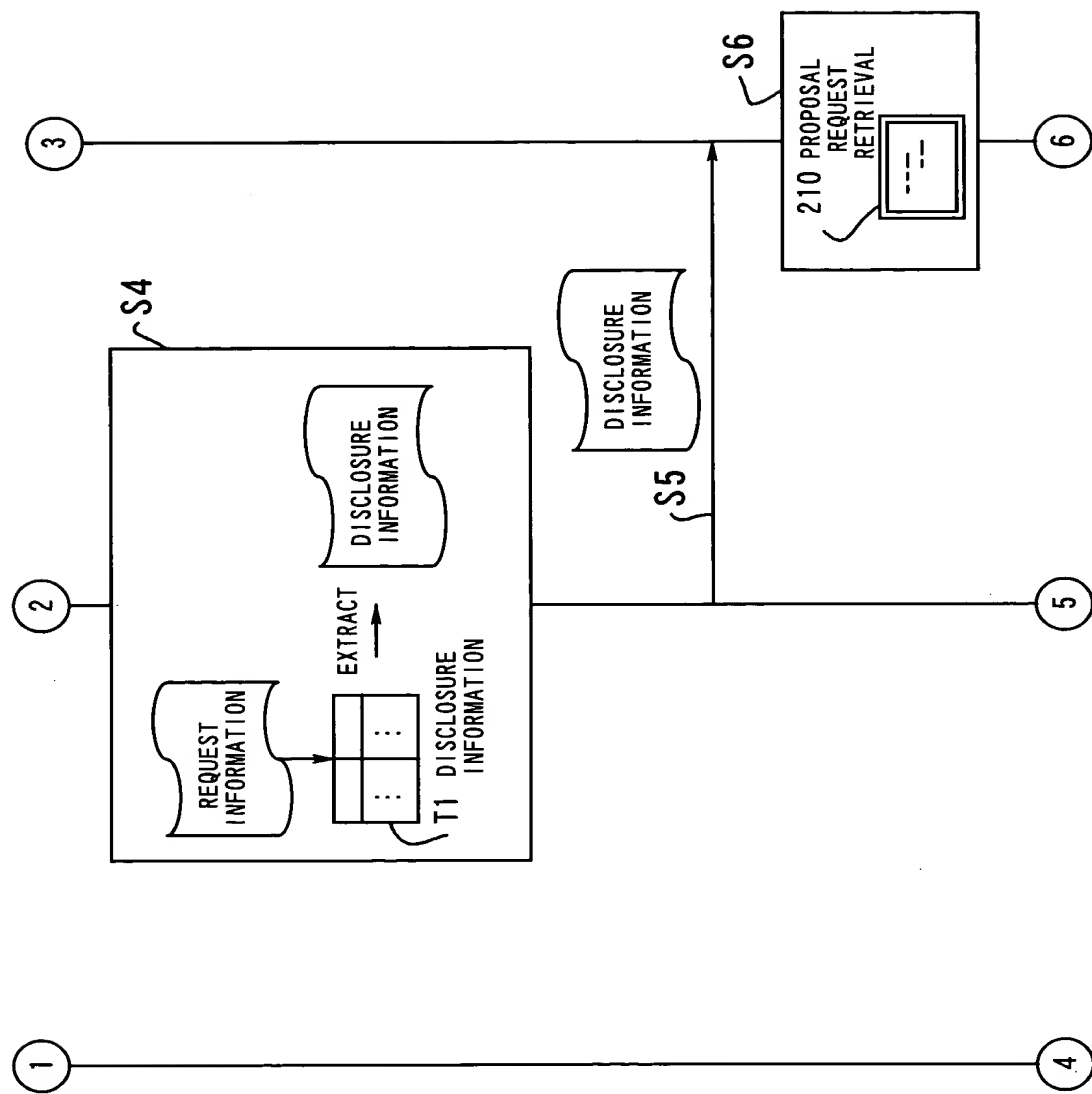 1
2
3
S4
REQUEST
INFORMATION
EXTRACT
DISCLOSURE
INFORMATION
T1 DISCLOSURE
INFORMATION
S5
DISCLOSURE
INFORMATION
S6
210 PROPOSAL
REQUEST
RETRIEVAL
4
5
6